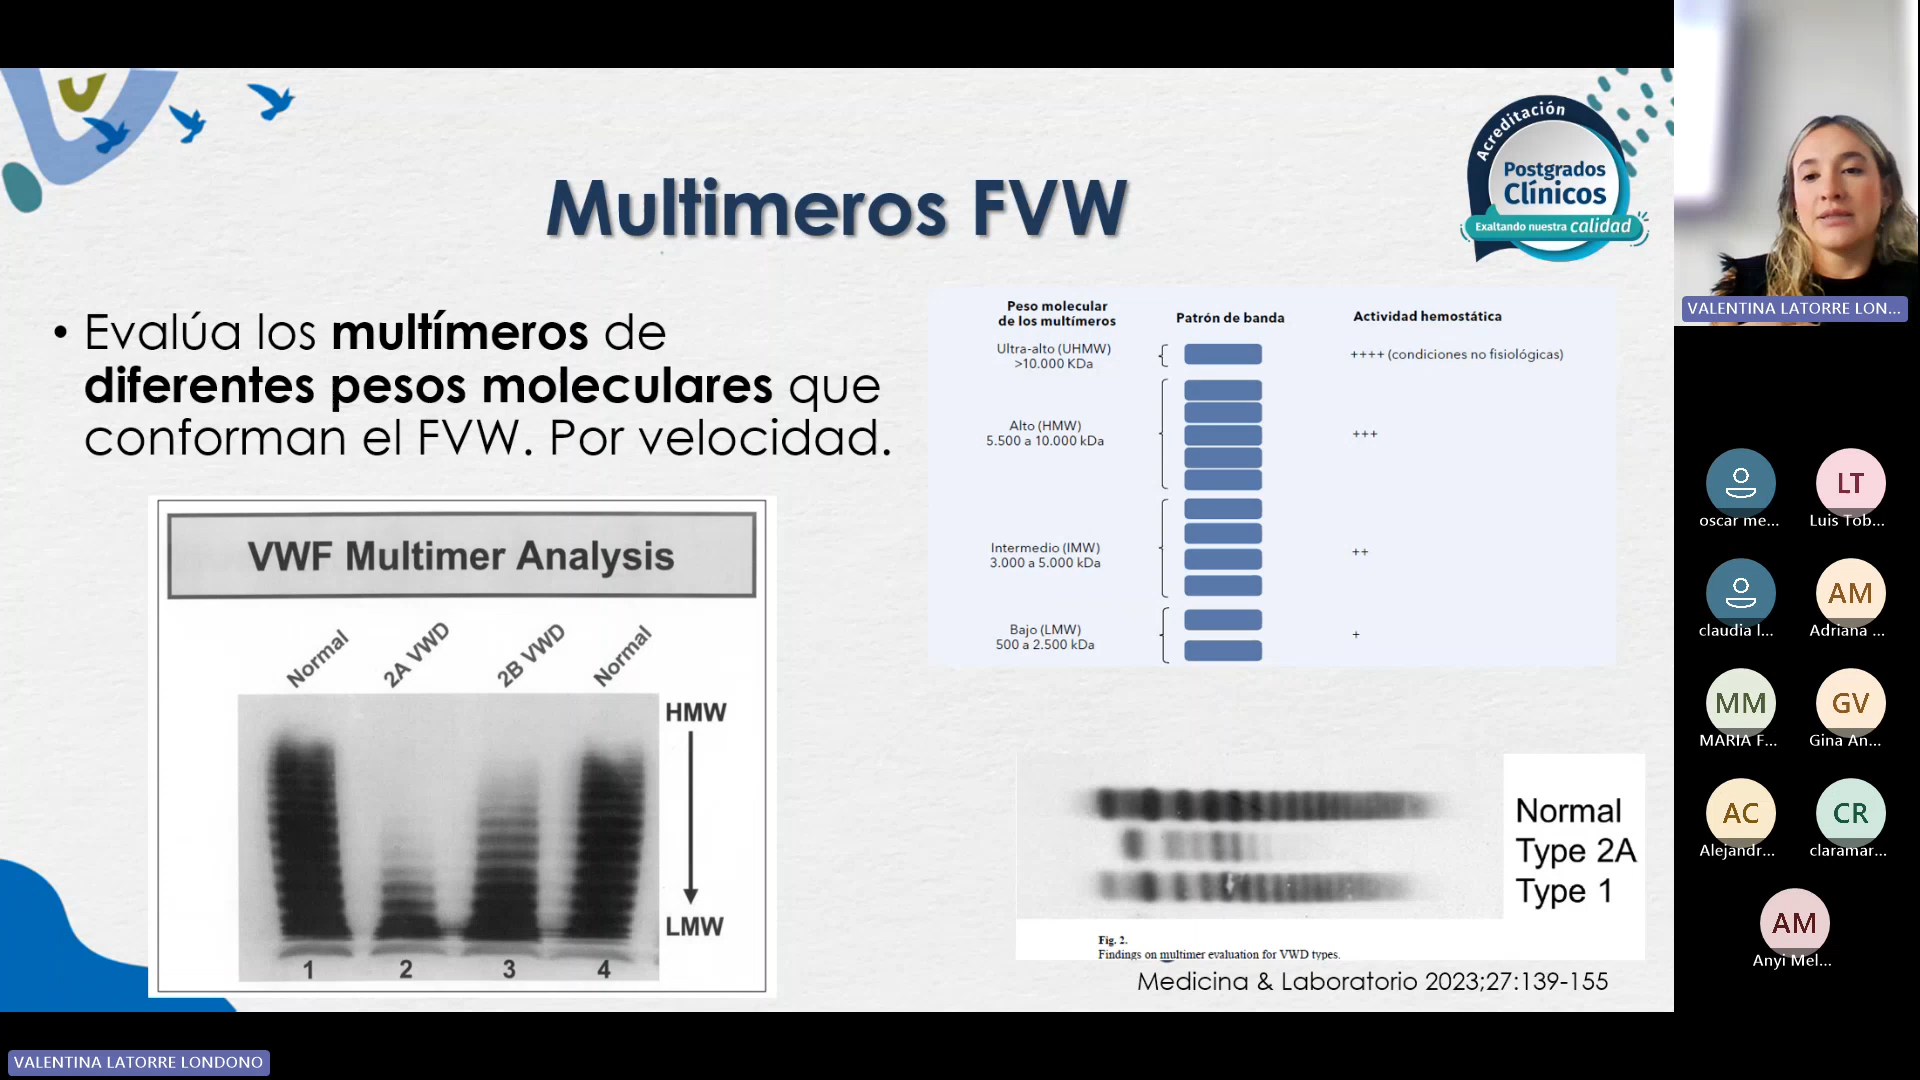 Acreditación
Postgrados
Clínicos
Exaltando nuestra calidad
Multimeros FVW
• Evalúa los multímeros de
diferentes pesos moleculares que
conforman el FVW. Por velocidad.
VWF Multimer Analysis
Normal
2A VWD
2B VWD
Normal
HMW
LMW
1 2 3 4
Peso molecular
de los multímeros
Patrón de banda
Actividad hemostática
Ultra-alto (UHMW)
>10.000 KDa
++++ (condiciones no fisiológicas)
Alto (HMW)
5.500 a 10.000 kDa
+++
Intermedio (IMW)
3.000 a 5.000 kDa
++
Bajo (LMW)
500 a 2.500 kDa
+
Normal
Type 2A
Type 1
Fig. 2.
Findings on multimer evaluation for VWD types.
Medicina & Laboratorio 2023;27:139-155
VALENTINA LATORRE LON...
oscar me...
LT
Luis Tob...
claudia l...
AM
Adriana ...
MM
MARIA F...
GV
Gina An...
AC
Alejandr...
CR
claramar...
AM
Anyi Mel...
VALENTINA LATORRE LONDONO